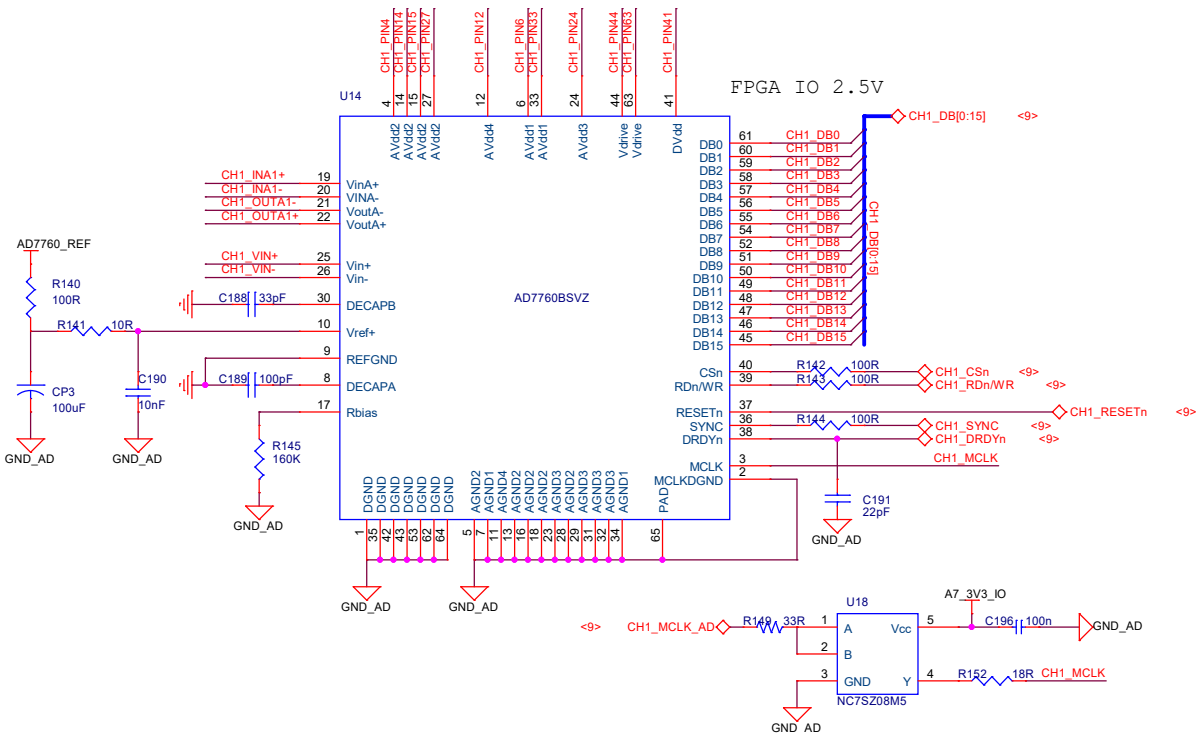 CH1_PIN4
CH1_PIN14
CH1_PIN15
CH1_PIN27
CH1_PIN12
CH1_PIN6
CH1_PIN33
CH1_PIN24
CH1_PIN44
CH1_PIN63
CH1_PIN41
FPGA IO 2.5V
U14
4
14
15
27
12
6
33
24
44
63
41
AVdd2
AVdd2
AVdd2
AVdd2
AVdd4
AVdd1
AVdd1
AVdd3
Vdrive
Vdrive
DVdd
CH1_DB[0:15] <9>
DB0 61 CH1_DB0
DB1 60 CH1_DB1
DB2 59 CH1_DB2
DB3 58 CH1_DB3
DB4 57 CH1_DB4
DB5 56 CH1_DB5
DB6 55 CH1_DB6
DB7 54 CH1_DB7
DB8 52 CH1_DB8
DB9 51 CH1_DB9
DB10 50 CH1_DB10
DB11 49 CH1_DB11
DB12 48 CH1_DB12
DB13 47 CH1_DB13
DB14 46 CH1_DB14
DB15 45 CH1_DB15
CH1_DB[0:15]
CH1_INA1+ 19 VinA+
CH1_INA1- 20 VINA-
CH1_OUTA1- 21 VoutA-
CH1_OUTA1+ 22 VoutA+
CH1_VIN+ 25 Vin+
CH1_VIN- 26 Vin-
AD7760_REF
R140
100R
C188 33pF 30 DECAPB
AD7760BSVZ
R141 10R 10 Vref+
9 REFGND
C189 100pF 8 DECAPA
CP3
100uF
C190
10nF
17 Rbias
R145
160K
GND_AD
GND_AD
GND_AD
CSn 40 R142 100R CH1_CSn <9>
RDn/WR 39 R143 100R CH1_RDn/WR <9>
RESETn 37 CH1_RESETn <9>
SYNC 36 R144 100R CH1_SYNC <9>
DRDYn 38 CH1_DRDYn <9>
MCLK 3 CH1_MCLK
MCLKDGND 2
C191
22pF
GND_AD
DGND
DGND
DGND
DGND
DGND
DGND
DGND
AGND2
AGND1
AGND4
AGND2
AGND2
AGND2
AGND3
AGND2
AGND3
AGND3
AGND3
AGND1
PAD
1
35
42
43
53
62
64
5
7
11
13
16
18
23
28
29
31
32
34
65
GND_AD
GND_AD
U18
A7_3V3_IO
<9> CH1_MCLK_AD R149 33R 1 A Vcc 5 C196 100n GND_AD
2 B
3 GND Y 4 R152 18R CH1_MCLK
NC7SZ08M5
GND_AD